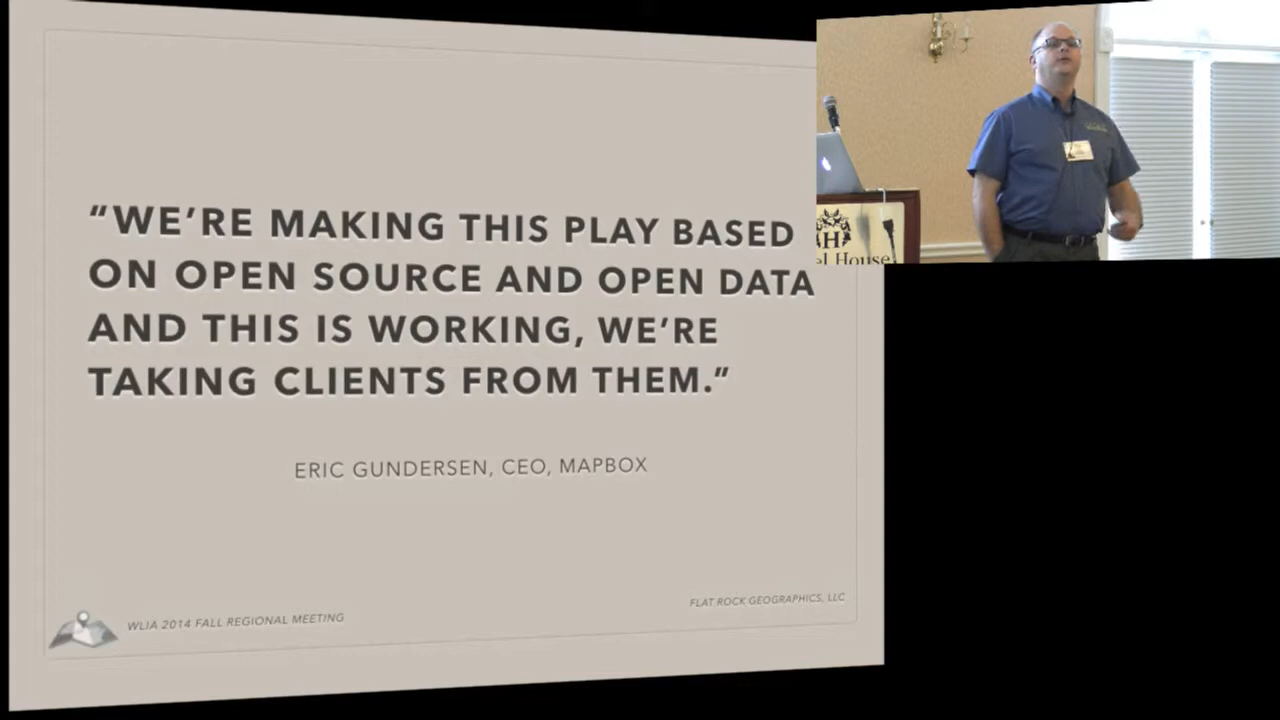 “WE’RE MAKING THIS PLAY BASED
ON OPEN SOURCE AND OPEN DATA
AND THIS IS WORKING, WE’RE
TAKING CLIENTS FROM THEM.”
ERIC GUNDERSEN, CEO, MAPBOX
WLIA 2014 FALL REGIONAL MEETING
FLAT ROCK GEOGRAPHICS, LLC
H
House